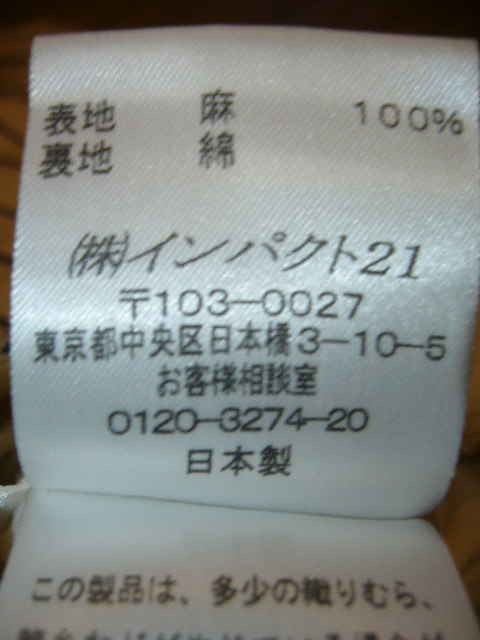 表地 麻 100%
裏地 綿
(株)インパクト21
〒103-0027
東京都中央区日本橋3-10-5
お客様相談室
0120-3274-20
日本製
この製品は、多少の織りむら、